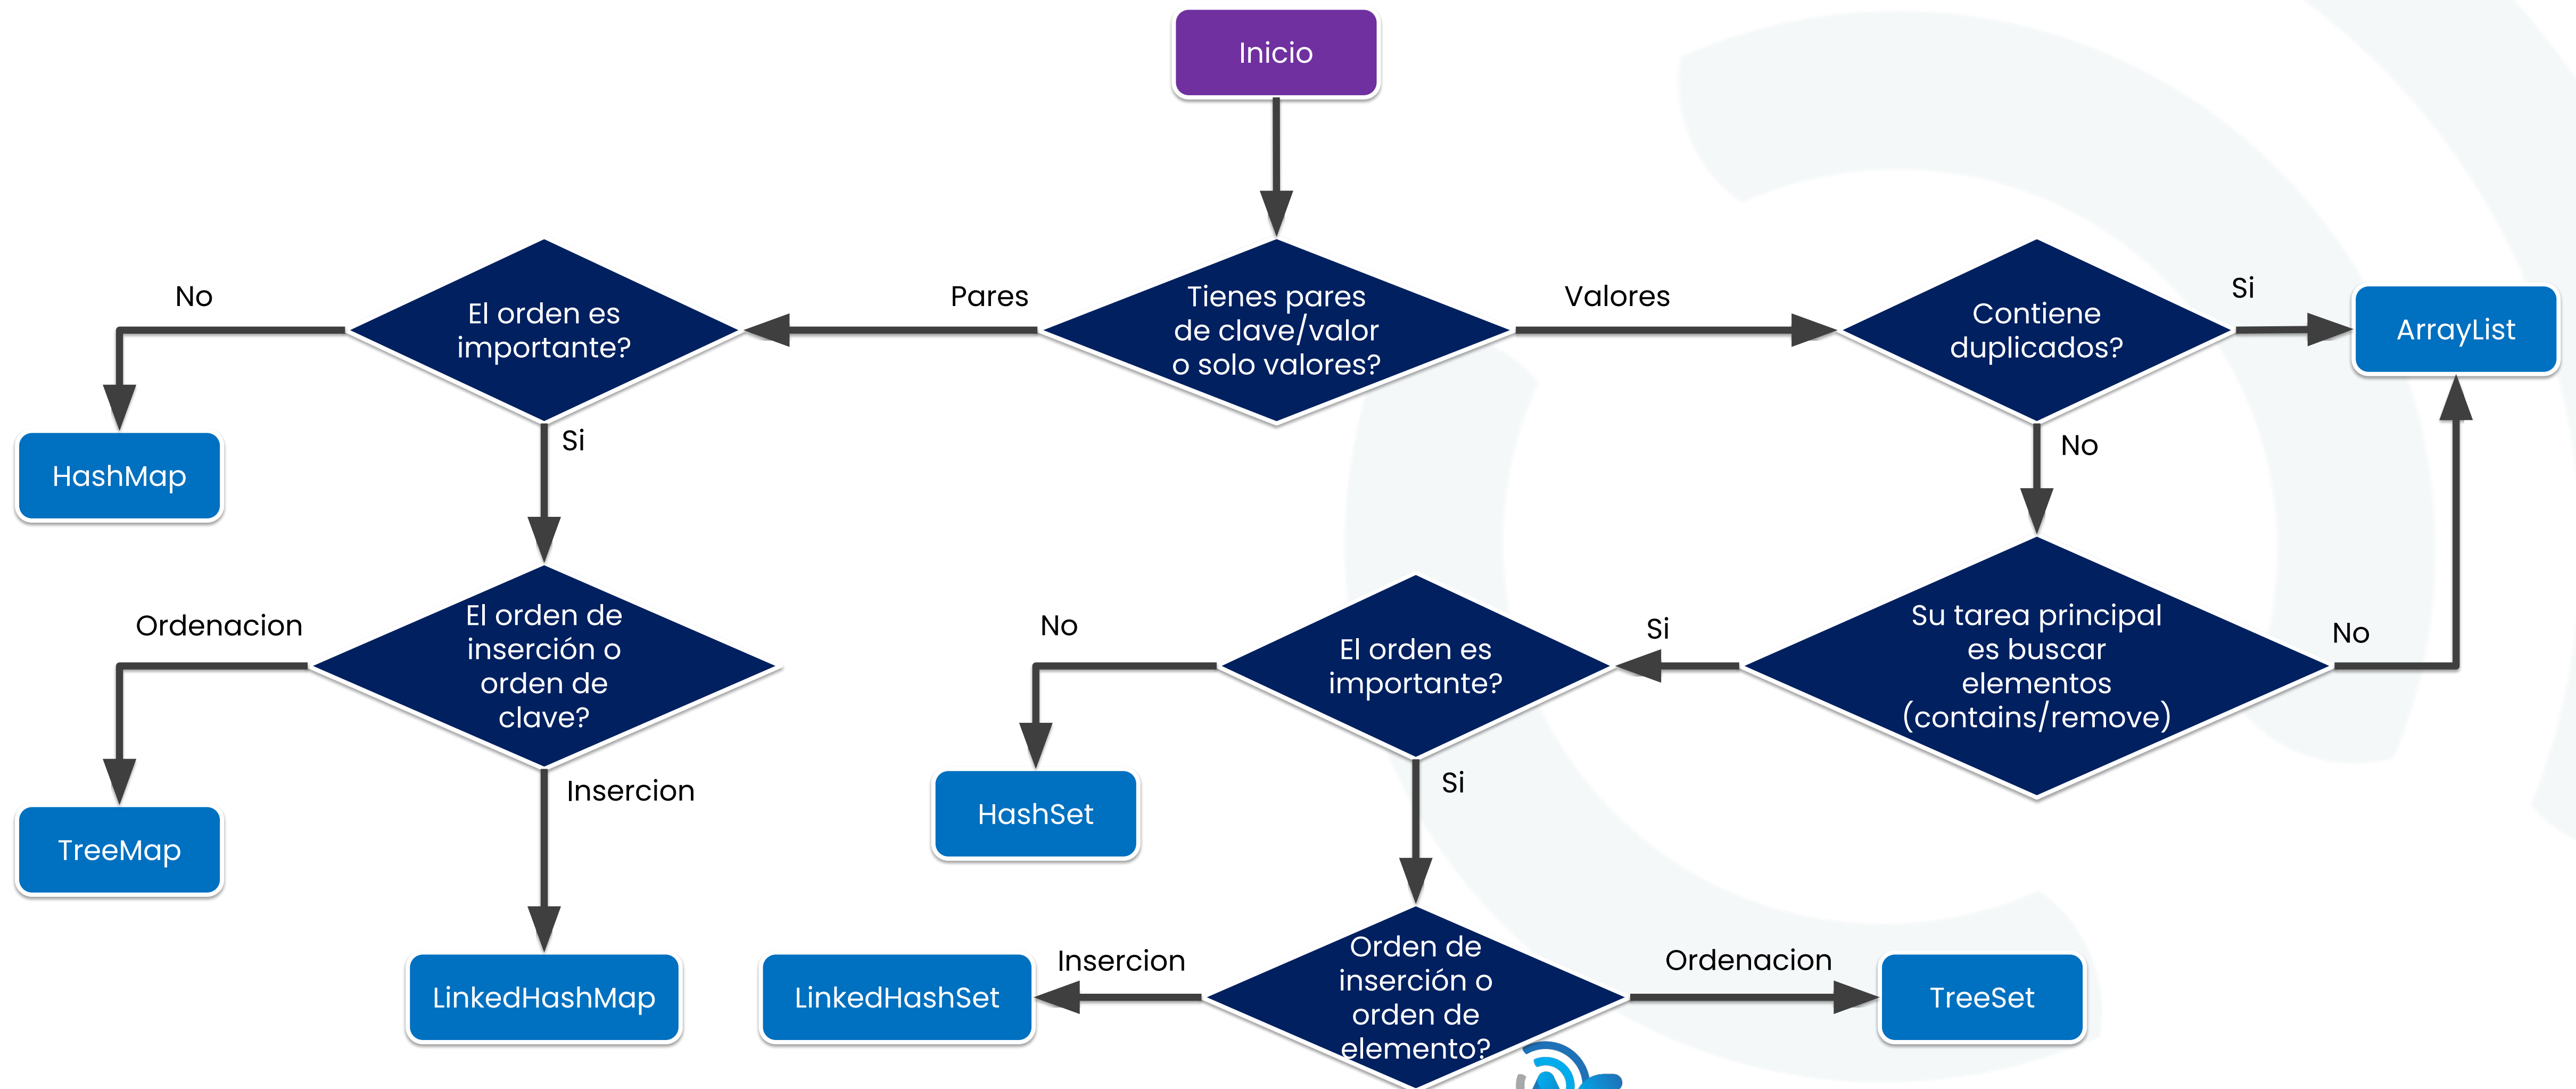 Inicio
No
El orden es
importante?
Pares
Tienes pares
de clave/valor
o solo valores?
Valores
Contiene
duplicados?
Si
ArrayList
HashMap
Si
No
Ordenacion
El orden de
inserción o
orden de
clave?
No
El orden es
importante?
Si
Su tarea principal
es buscar
elementos
(contains/remove)
No
Insercion
Si
TreeMap
HashSet
LinkedHashMap
LinkedHashSet
Insercion
Orden de
inserción o
orden de
elemento?
Ordenacion
TreeSet